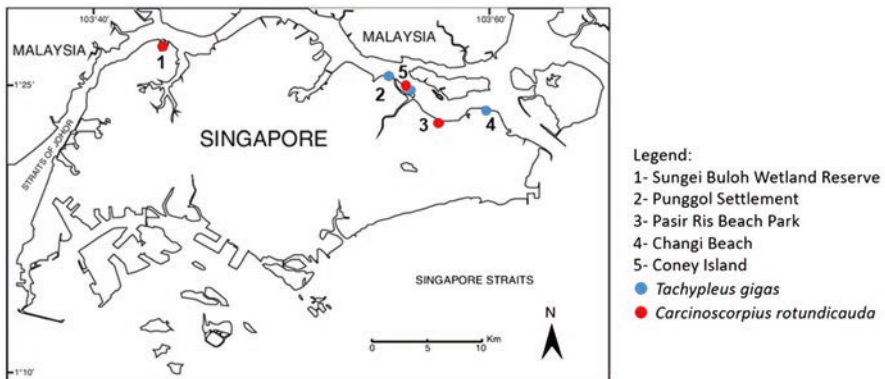 103°40'
103°60'
MALAYSIA
MALAYSIA
1°25'
1
5
2
3
4
SINGAPORE
STRAITS OF JOHOR
SINGAPORE STRAITS
N
Km
0 5 10
1°10'
Legend:
1- Sungei Buloh Wetland Reserve
2- Punggol Settlement
3- Pasir Ris Beach Park
4- Changi Beach
5- Coney Island
Tachypleus gigas
Carcinoscorpius rotundicauda